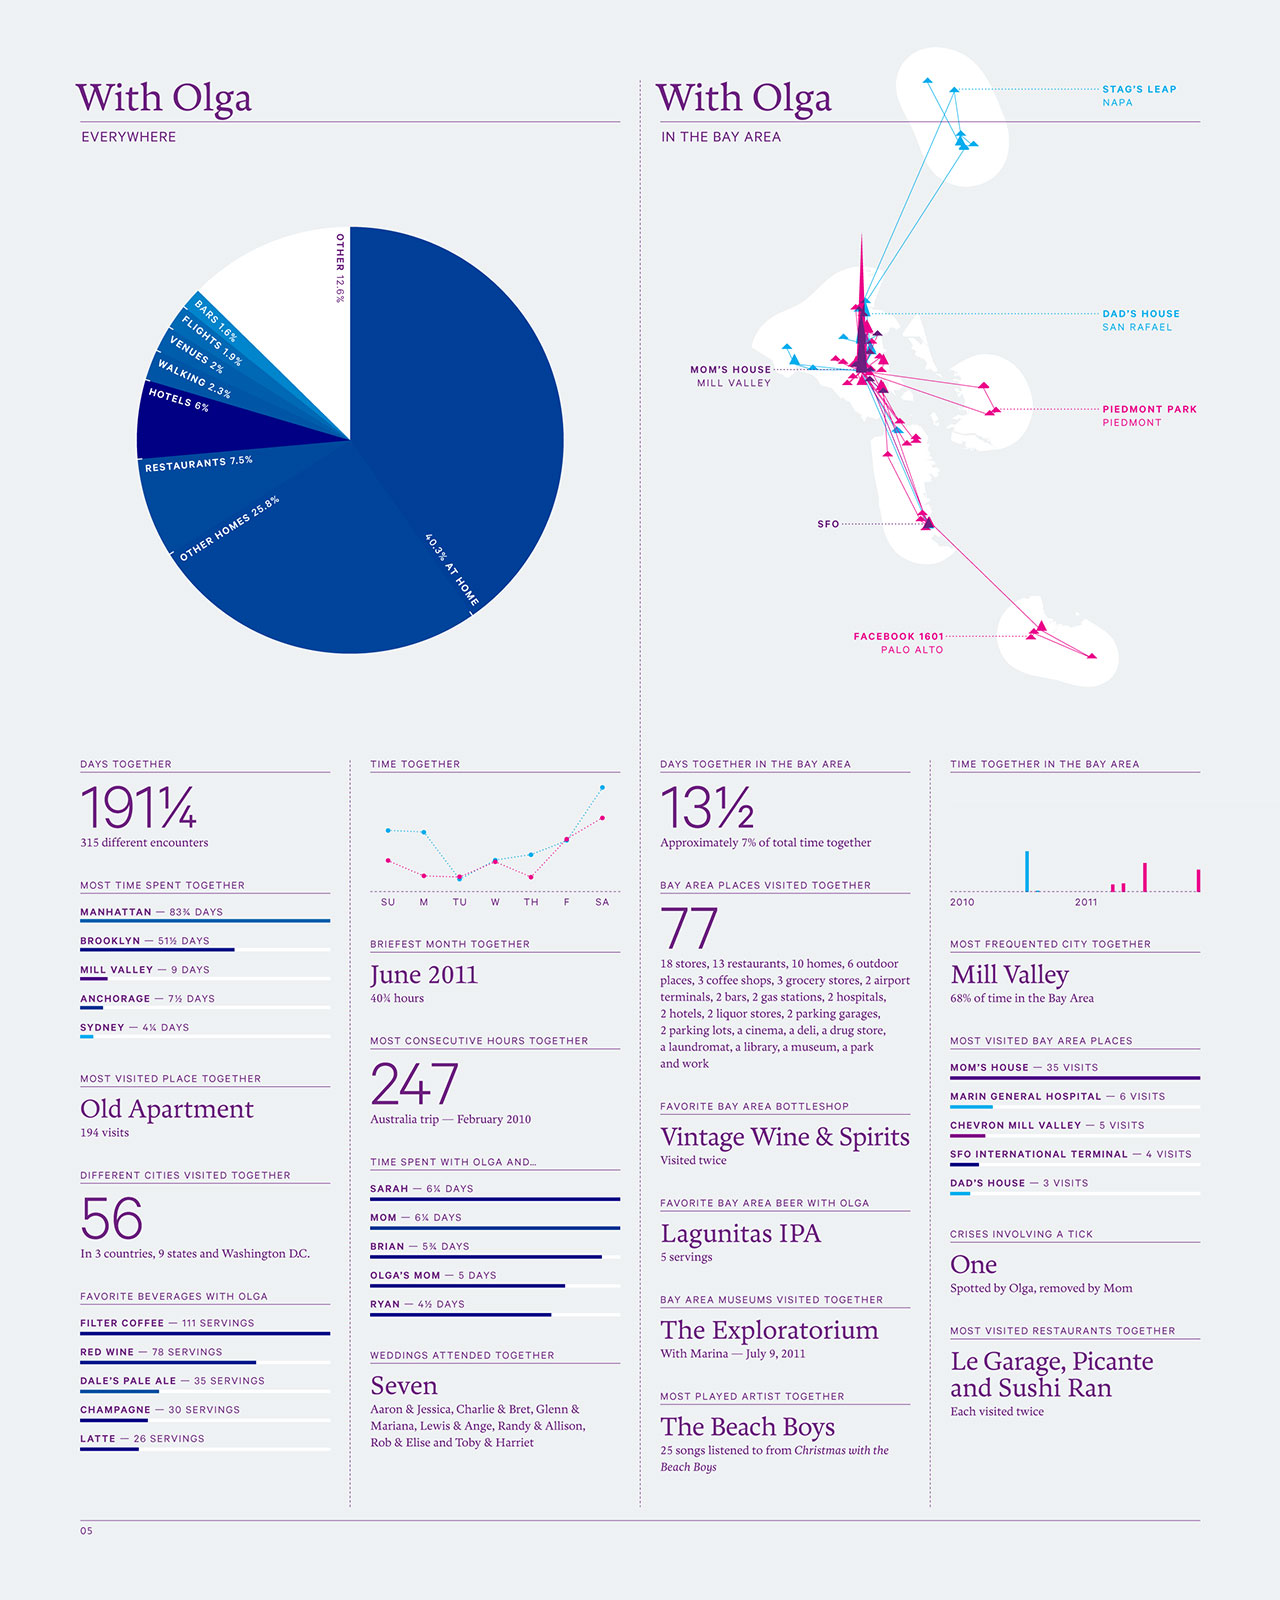 With Olga
EVERYWHERE
OTHER 12.6%
BARS 1.6%
FLIGHTS 1.9%
VENUES 2%
WALKING 2.3%
HOTELS 6%
RESTAURANTS 7.5%
OTHER HOMES 25.8%
40.3% AT HOME
With Olga
IN THE BAY AREA
STAG'S LEAP
NAPA
DAD'S HOUSE
SAN RAFAEL
MOM'S HOUSE
MILL VALLEY
PIEDMONT PARK
PIEDMONT
SFO
FACEBOOK 1601
PALO ALTO
DAYS TOGETHER
191¼
315 different encounters
MOST TIME SPENT TOGETHER
MANHATTAN — 83¾ DAYS
BROOKLYN — 51½ DAYS
MILL VALLEY — 9 DAYS
ANCHORAGE — 7½ DAYS
SYDNEY — 4¼ DAYS
MOST VISITED PLACE TOGETHER
Old Apartment
194 visits
DIFFERENT CITIES VISITED TOGETHER
56
In 3 countries, 9 states and Washington D.C.
FAVORITE BEVERAGES WITH OLGA
FILTER COFFEE — 111 SERVINGS
RED WINE — 78 SERVINGS
DALE'S PALE ALE — 35 SERVINGS
CHAMPAGNE — 30 SERVINGS
LATTE — 26 SERVINGS
TIME TOGETHER
SU M TU W TH F SA
BRIEFEST MONTH TOGETHER
June 2011
40¾ hours
MOST CONSECUTIVE HOURS TOGETHER
247
Australia trip — February 2010
TIME SPENT WITH OLGA AND…
SARAH — 6¼ DAYS
MOM — 6¼ DAYS
BRIAN — 5¾ DAYS
OLGA'S MOM — 5 DAYS
RYAN — 4½ DAYS
WEDDINGS ATTENDED TOGETHER
Seven
Aaron & Jessica, Charlie & Bret, Glenn &
Mariana, Lewis & Ange, Randy & Allison,
Rob & Elise and Toby & Harriet
DAYS TOGETHER IN THE BAY AREA
13½
Approximately 7% of total time together
BAY AREA PLACES VISITED TOGETHER
77
18 stores, 13 restaurants, 10 homes, 6 outdoor
places, 3 coffee shops, 3 grocery stores, 2 airport
terminals, 2 bars, 2 gas stations, 2 hospitals,
2 hotels, 2 liquor stores, 2 parking garages,
2 parking lots, a cinema, a deli, a drug store,
a laundromat, a library, a museum, a park
and work
FAVORITE BAY AREA BOTTLESHOP
Vintage Wine & Spirits
Visited twice
FAVORITE BAY AREA BEER WITH OLGA
Lagunitas IPA
5 servings
BAY AREA MUSEUMS VISITED TOGETHER
The Exploratorium
With Marina — July 9, 2011
MOST PLAYED ARTIST TOGETHER
The Beach Boys
25 songs listened to from Christmas with the
Beach Boys
TIME TOGETHER IN THE BAY AREA
2010 2011
MOST FREQUENTED CITY TOGETHER
Mill Valley
68% of time in the Bay Area
MOST VISITED BAY AREA PLACES
MOM'S HOUSE — 35 VISITS
MARIN GENERAL HOSPITAL — 6 VISITS
CHEVRON MILL VALLEY — 5 VISITS
SFO INTERNATIONAL TERMINAL — 4 VISITS
DAD'S HOUSE — 3 VISITS
CRISES INVOLVING A TICK
One
Spotted by Olga, removed by Mom
MOST VISITED RESTAURANTS TOGETHER
Le Garage, Picante
and Sushi Ran
Each visited twice
05